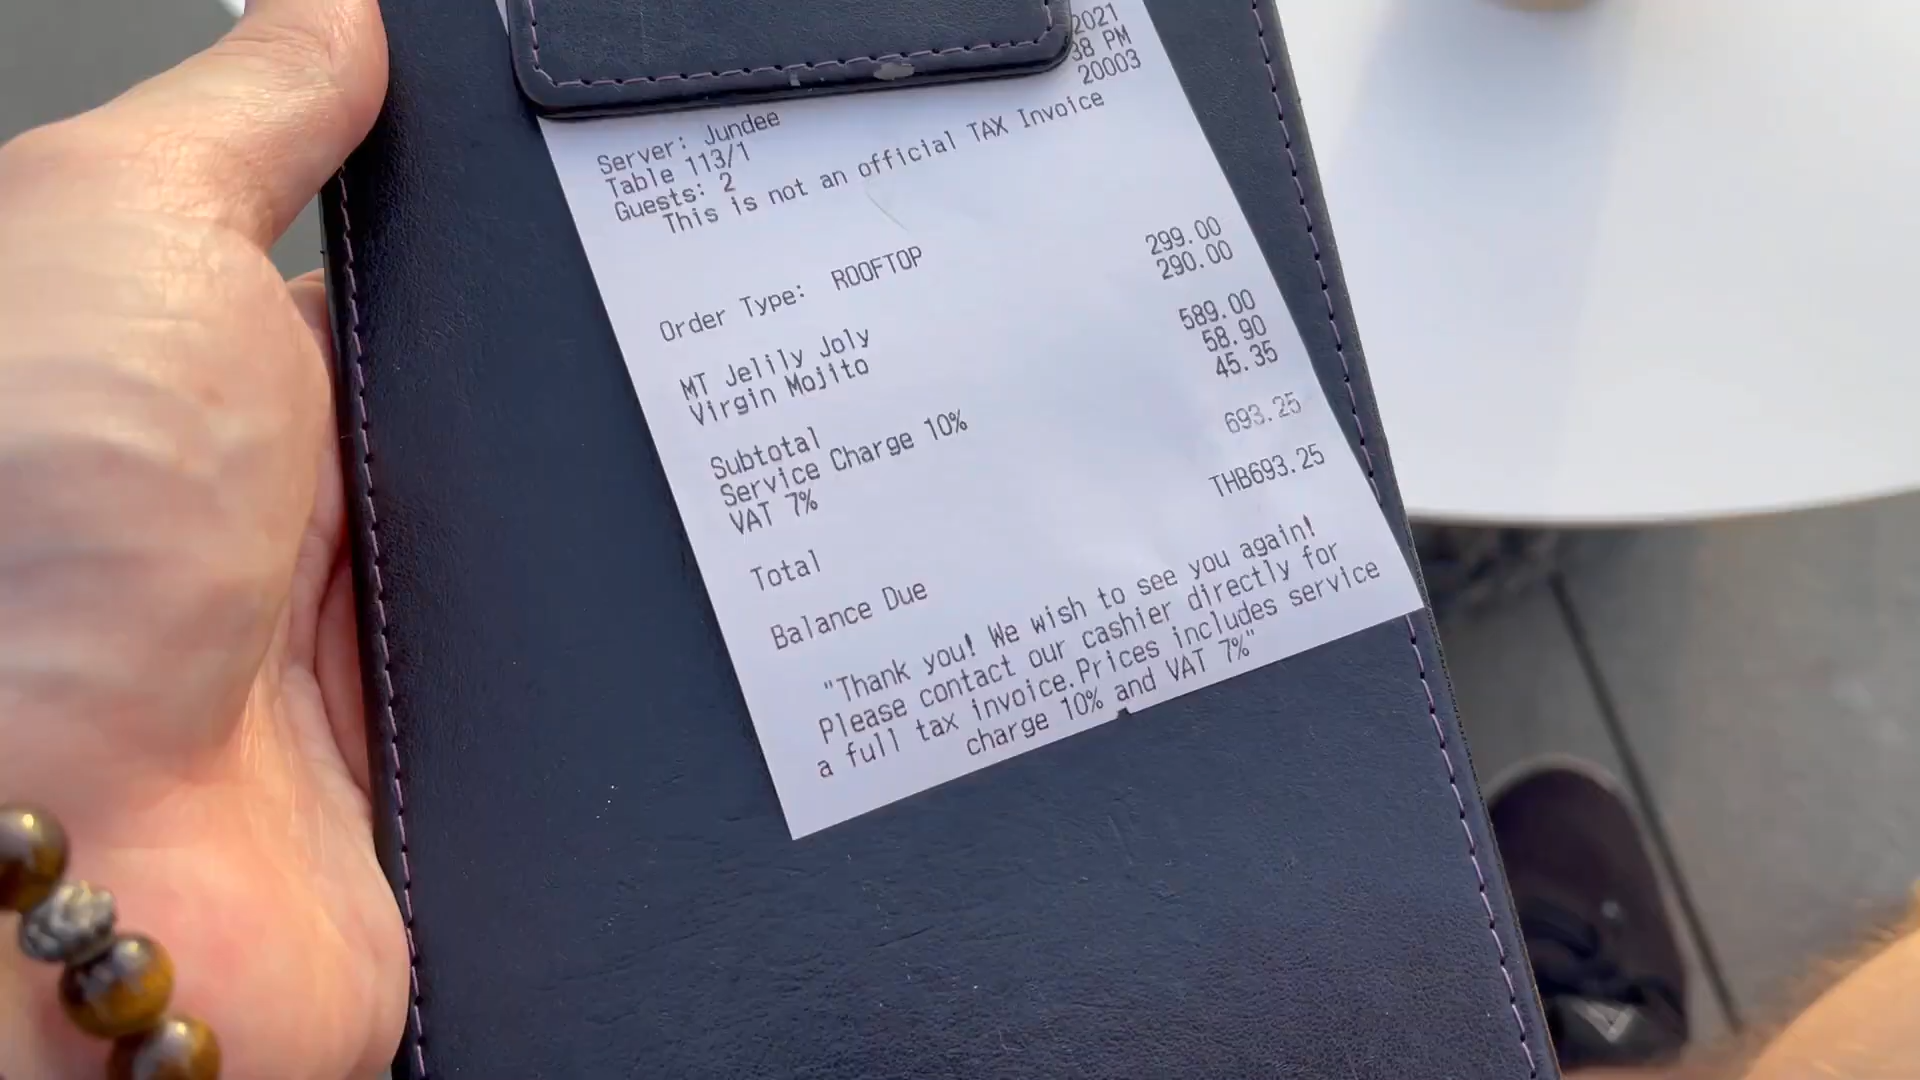 2021
38 PM
20003
Server: Jundee
Table 113/1
Guests: 2
This is not an official TAX Invoice
Order Type: ROOFTOP
MT Jelily Joly 299.00
Virgin Mojito 290.00
Subtotal 589.00
Service Charge 10% 58.90
VAT 7% 45.35
Total 693.25
Balance Due THB693.25
"Thank you! We wish to see you again!
Please contact our cashier directly for
a full tax invoice.Prices includes service
charge 10% and VAT 7%"